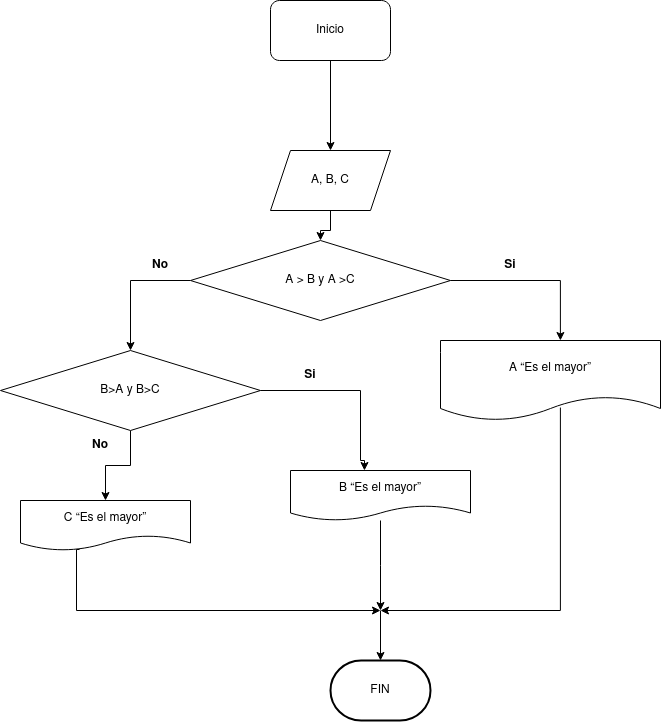 Inicio
A, B, C
No
Si
A > B y A >C
A “Es el mayor”
B>A y B>C
Si
No
B “Es el mayor”
C “Es el mayor”
FIN